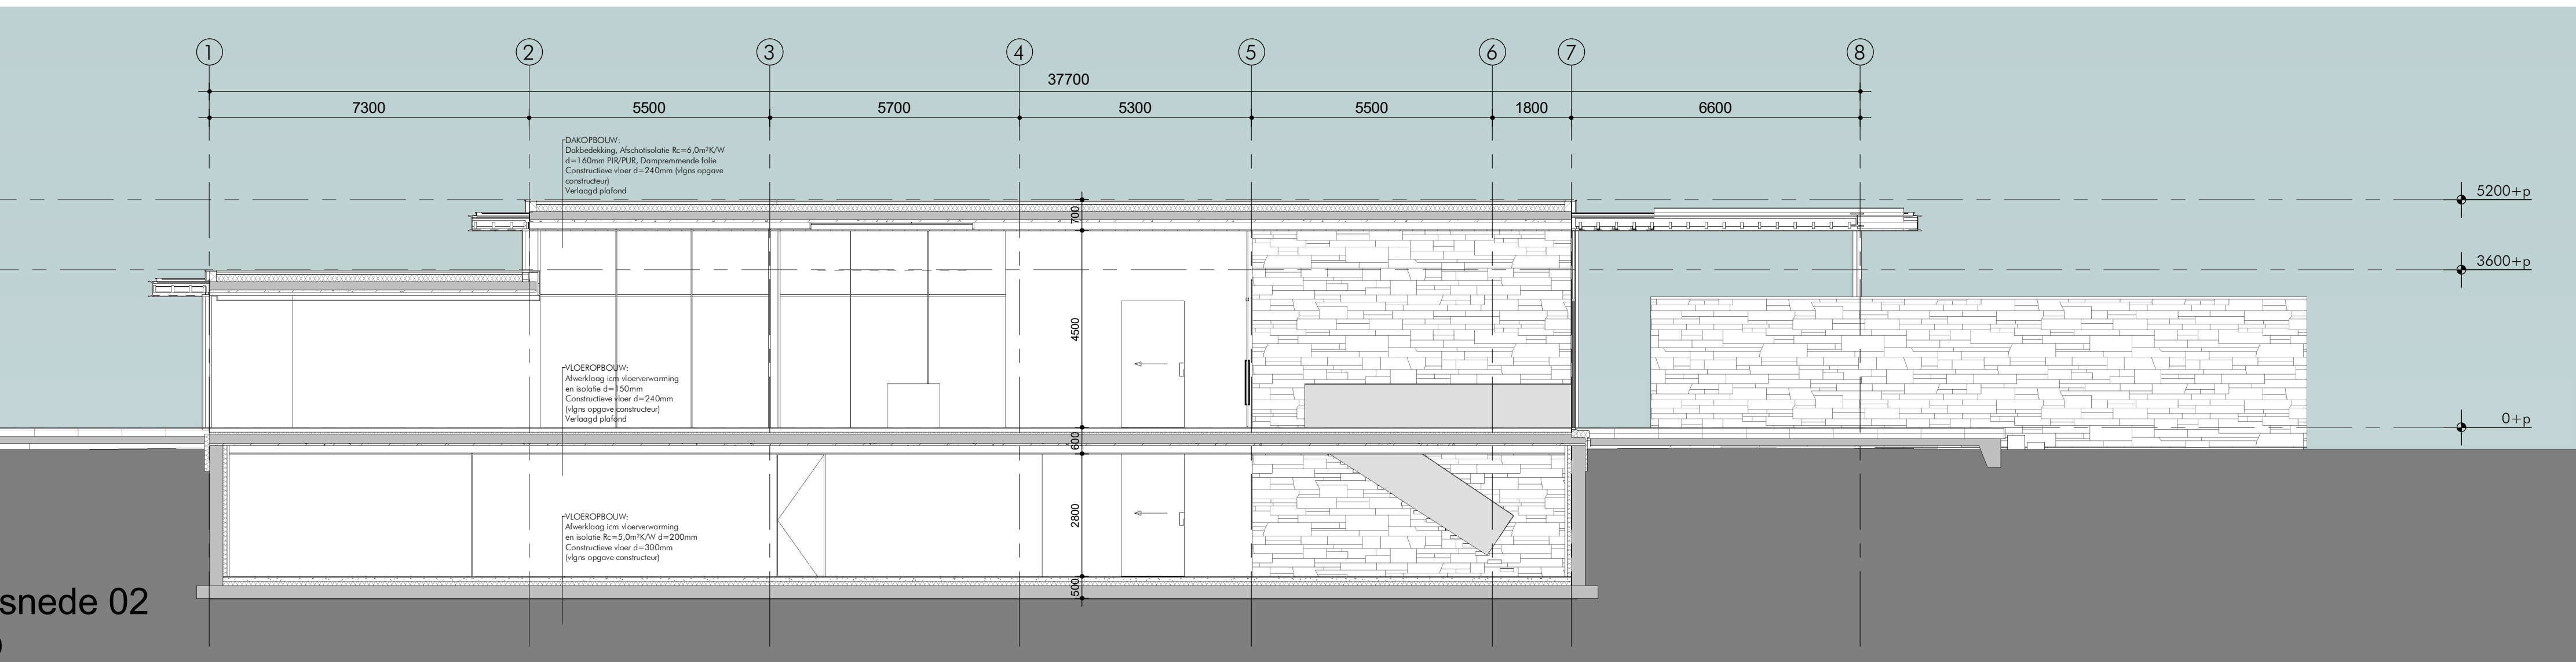 1 2 3 4 5 6 7 8
37700
7300 5500 5700 5300 5500 1800 6600
DAKOPBOUW:
Dakbedekking, Afschotisolatie Rc=6,0m²K/W
d=160mm PIR/PUR, Dampremmende folie
Constructieve vloer d=240mm (vlgns opgave
constructeur)
Verlaagd plafond
5200+p
700
3600+p
4500
VLOEROPBOUW:
Afwerklaag icm vloerverwarming
en isolatie d=150mm
Constructieve vloer d=240mm
(vlgns opgave constructeur)
Verlaagd plafond
0+p
600
2800
VLOEROPBOUW:
Afwerklaag icm vloerverwarming
en isolatie Rc=5,0m²K/W d=200mm
Constructieve vloer d=300mm
(vlgns opgave constructeur)
500
snede 02